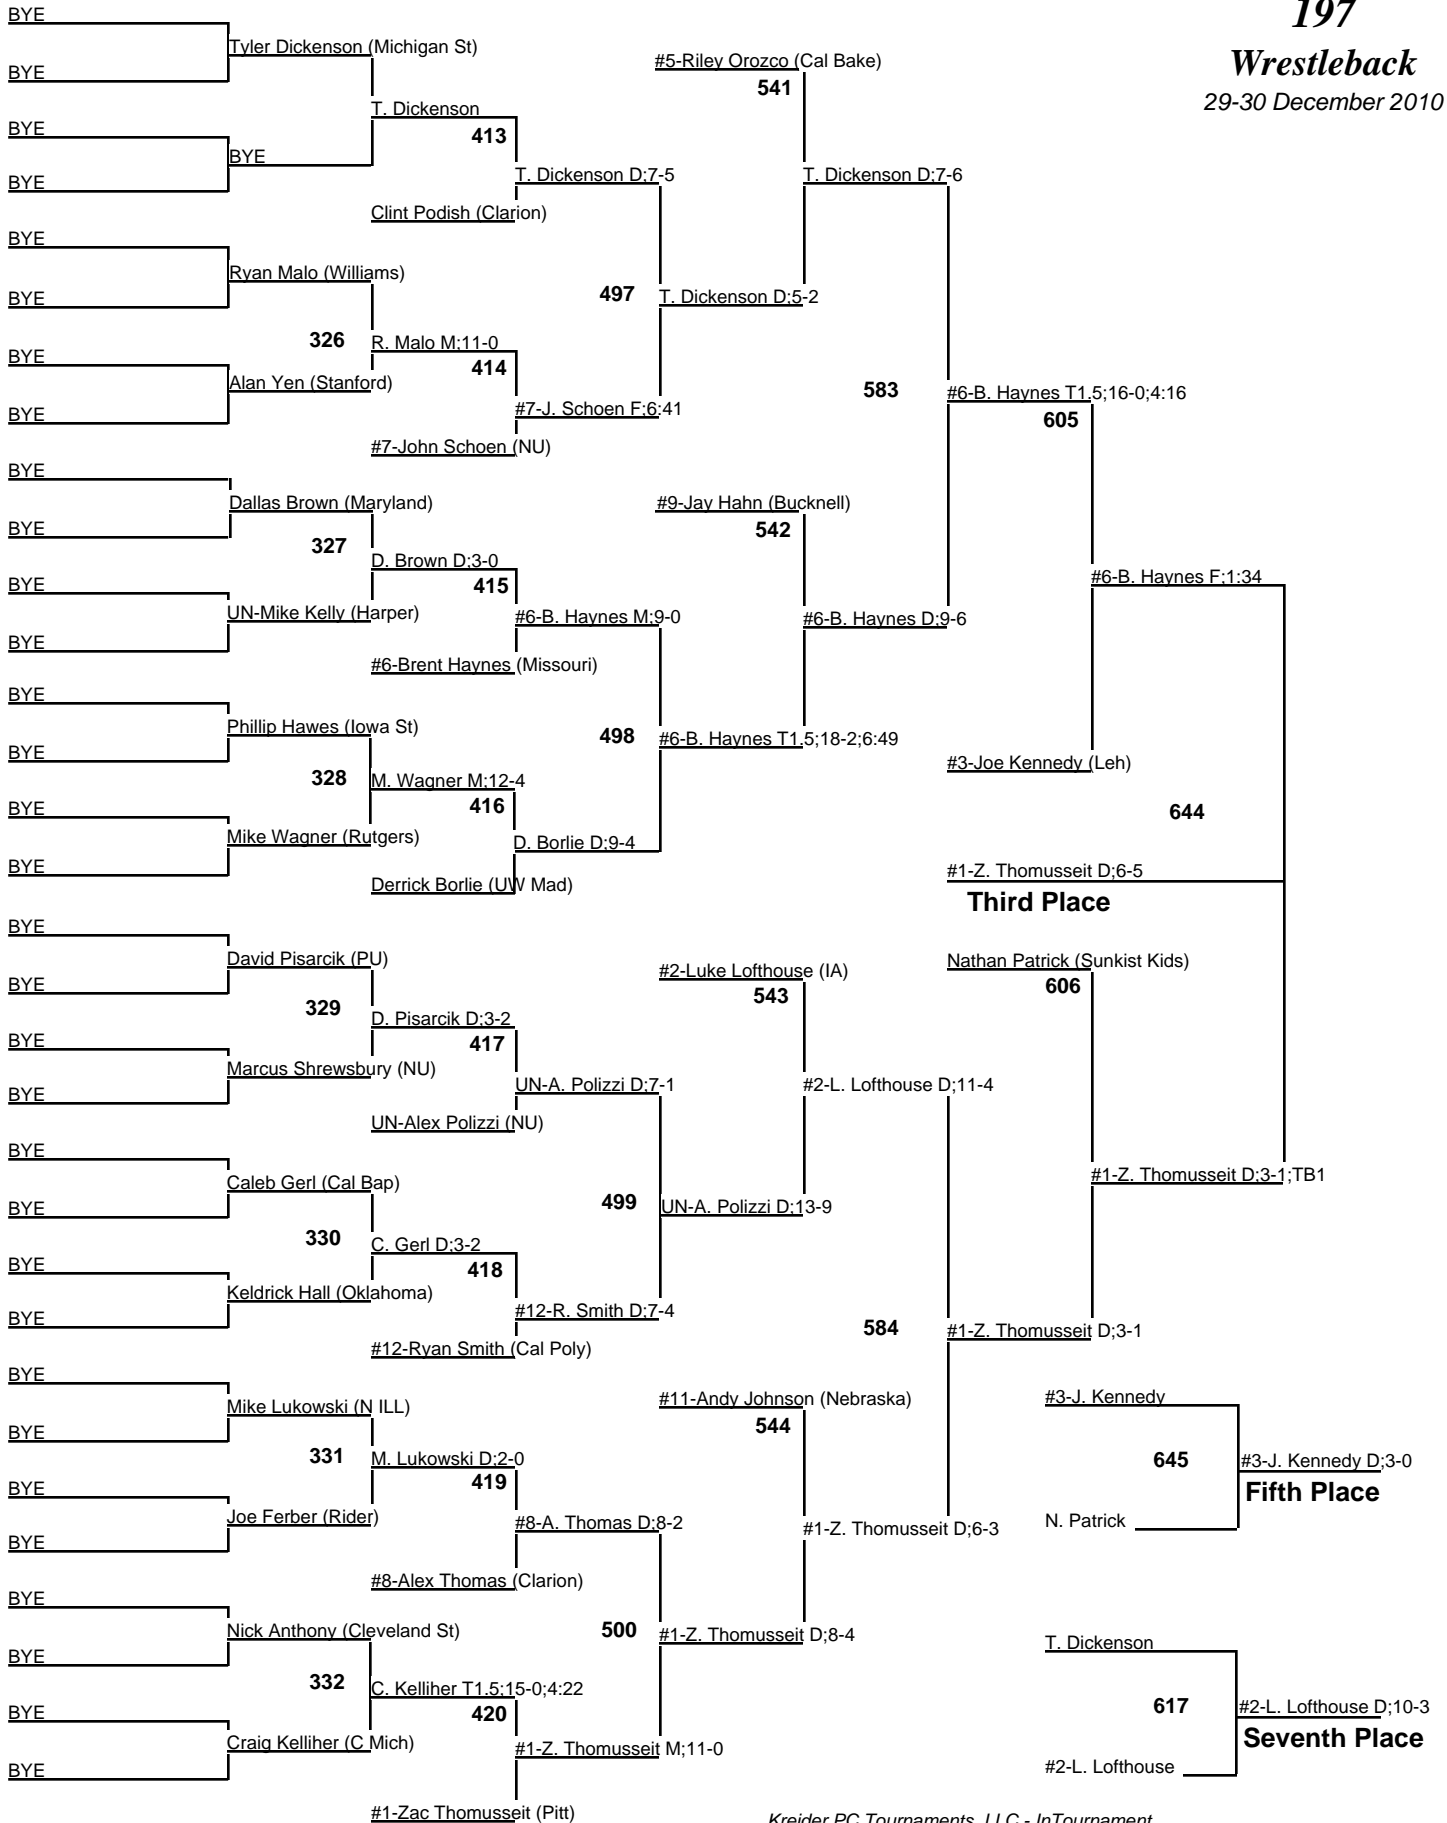 197
Wrestleback
29-30 December 2010
BYE
Tyler Dickenson (Michigan St)
#5-Riley Orozco (Cal Bake)
BYE
541
T. Dickenson
BYE
413
BYE
T. Dickenson D;7-5
T. Dickenson D;7-6
BYE
Clint Podish (Clarion)
BYE
Ryan Malo (Williams)
497
T. Dickenson D;5-2
BYE
326
R. Malo M;11-0
BYE
414
Alan Yen (Stanford)
583
#6-B. Haynes T1.5;16-0;4:16
#7-J. Schoen F;6:41
605
BYE
#7-John Schoen (NU)
BYE
Dallas Brown (Maryland)
#9-Jay Hahn (Bucknell)
BYE
542
327
D. Brown D;3-0
#6-B. Haynes F;1:34
BYE
415
UN-Mike Kelly (Harper)
#6-B. Haynes M;9-0
#6-B. Haynes D;9-6
BYE
#6-Brent Haynes (Missouri)
BYE
Phillip Hawes (Iowa St)
498
#6-B. Haynes T1.5;18-2;6:49
BYE
#3-Joe Kennedy (Leh)
328
M. Wagner M;12-4
BYE
416
644
Mike Wagner (Rutgers)
D. Borlie D;9-4
BYE
#1-Z. Thomusseit D;6-5
Derrick Borlie (UW Mad)
Third Place
BYE
David Pisarcik (PU)
Nathan Patrick (Sunkist Kids)
#2-Luke Lofthouse (IA)
BYE
606
543
329
D. Pisarcik D;3-2
BYE
417
Marcus Shrewsbury (NU)
UN-A. Polizzi D;7-1
#2-L. Lofthouse D;11-4
BYE
UN-Alex Polizzi (NU)
BYE
#1-Z. Thomusseit D;3-1;TB1
Caleb Gerl (Cal Bap)
499
UN-A. Polizzi D;13-9
BYE
330
C. Gerl D;3-2
BYE
418
Keldrick Hall (Oklahoma)
#12-R. Smith D;7-4
BYE
584
#1-Z. Thomusseit D;3-1
#12-Ryan Smith (Cal Poly)
BYE
Mike Lukowski (N ILL)
#11-Andy Johnson (Nebraska)
#3-J. Kennedy
BYE
544
331
M. Lukowski D;2-0
645
#3-J. Kennedy D;3-0
BYE
419
Fifth Place
Joe Ferber (Rider)
#8-A. Thomas D;8-2
#1-Z. Thomusseit D;6-3
N. Patrick
BYE
#8-Alex Thomas (Clarion)
BYE
Nick Anthony (Cleveland St)
500
#1-Z. Thomusseit D;8-4
T. Dickenson
BYE
332
C. Kelliher T1.5;15-0;4:22
617
#2-L. Lofthouse D;10-3
BYE
420
Craig Kelliher (C Mich)
#1-Z. Thomusseit M;11-0
Seventh Place
BYE
#2-L. Lofthouse
#1-Zac Thomusseit (Pitt)
Kreider PC Tournaments, LLC - InTournament